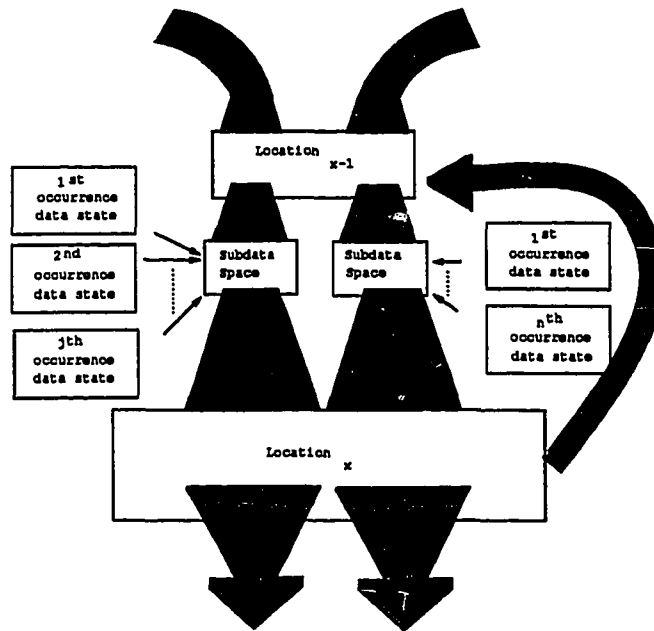 Location x-1
1st
occurrence
data state
2nd
occurrence
data state
jth
occurrence
data state
Subdata
Space
Subdata
Space
1st
occurrence
data state
nth
occurrence
data state
Location x